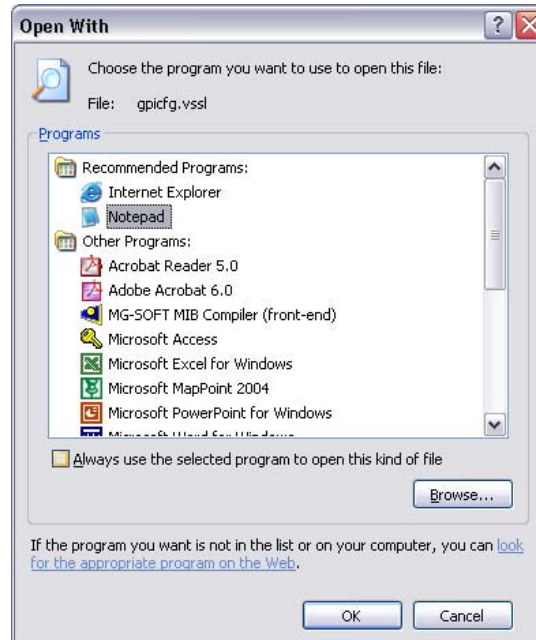 Open With
Choose the program you want to use to open this file:
File: gpicfg.vssl
Programs
Recommended Programs:
Internet Explorer
Notepad
Other Programs:
Acrobat Reader 5.0
Adobe Acrobat 6.0
MG-SOFT MIB Compiler (front-end)
Microsoft Access
Microsoft Excel for Windows
Microsoft MapPoint 2004
Microsoft PowerPoint for Windows
Microsoft Word for Windows
Always use the selected program to open this kind of file
Browse...
If the program you want is not in the list or on your computer, you can look
for the appropriate program on the Web.
OK Cancel